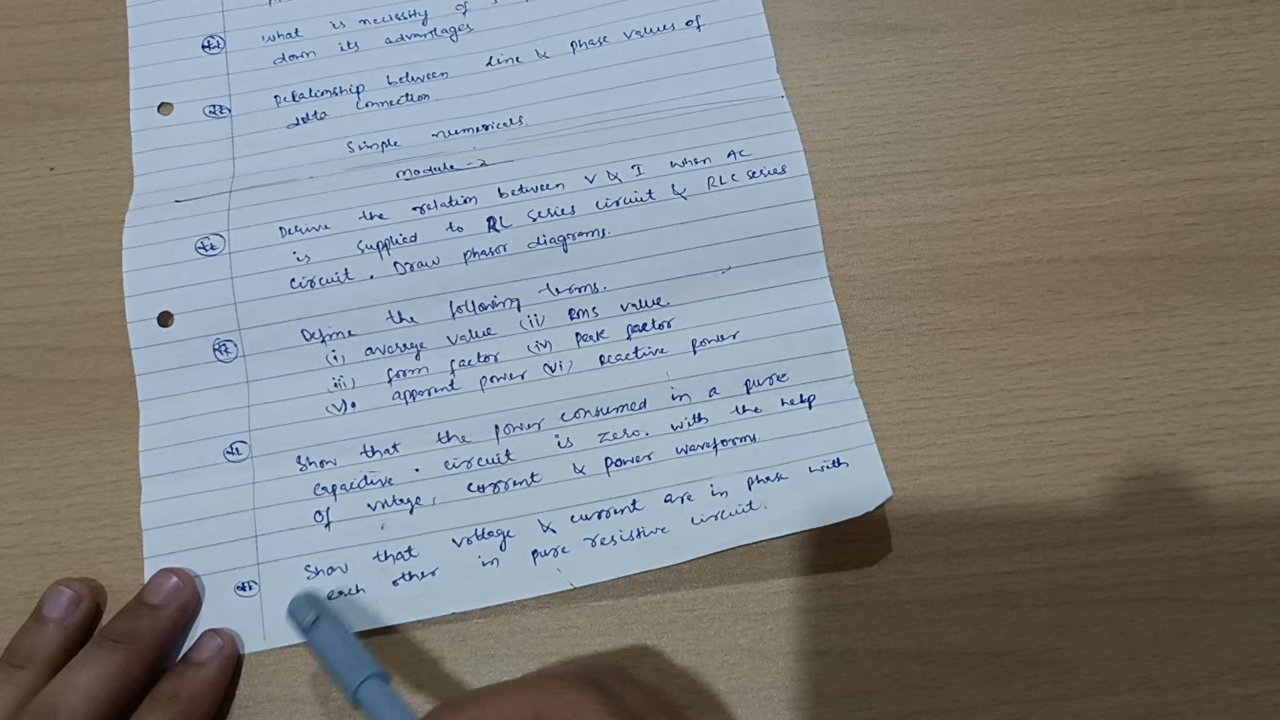 what is necessity of
down its advantages
Relationship between line & phase values of
delta connection
Simple numericals
Module - 2
Derive the relation between V & I when AC
is supplied to RL series circuit & RLC series
circuit. Draw phasor diagrams.
Define the following terms.
(i) average value (ii) RMS value.
(iii) form factor (iv) Peak factor
(v). apparent power (vi) Reactive power
Show that the power consumed in a pure
capacitive. circuit is zero. with the help
of voltage, current & power waveforms.
Show that voltage & current are in phase with
each other in pure resistive circuit.